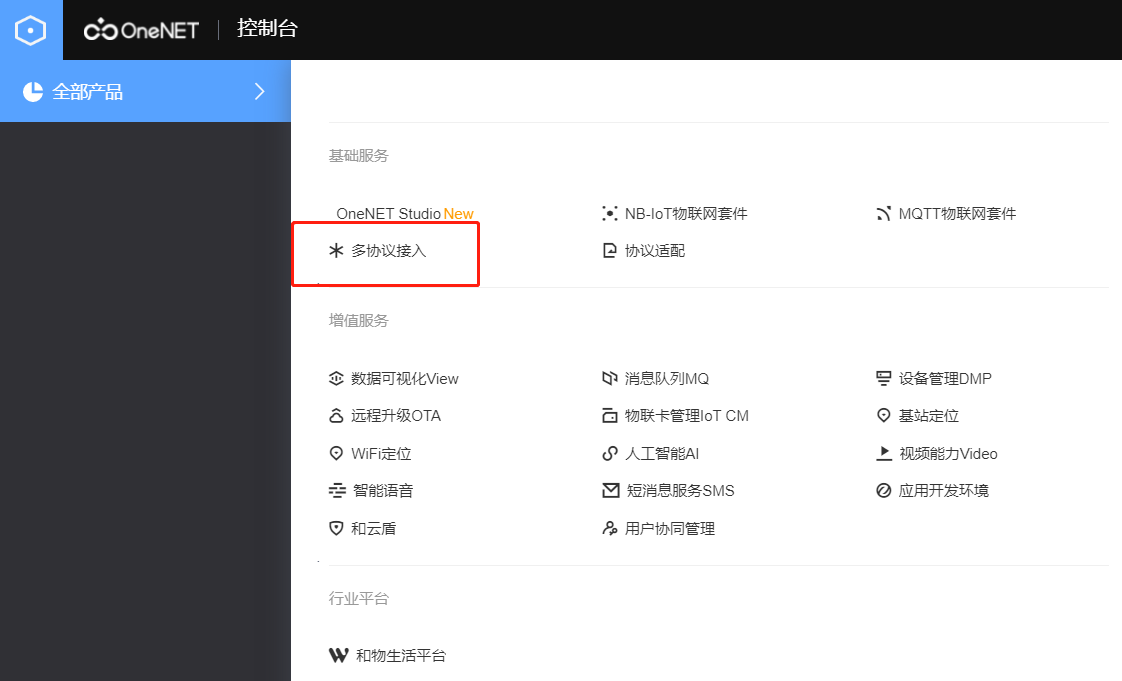 OneNET 控制台
全部产品
基础服务
OneNET Studio New NB-IoT物联网套件 MQTT物联网套件
多协议接入 协议适配
增值服务
数据可视化View 消息队列MQ 设备管理DMP
远程升级OTA 物联卡管理IoT CM 基站定位
WiFi定位 人工智能AI 视频能力Video
智能语音 短消息服务SMS 应用开发环境
和云盾 用户协同管理
行业平台
和物生活平台